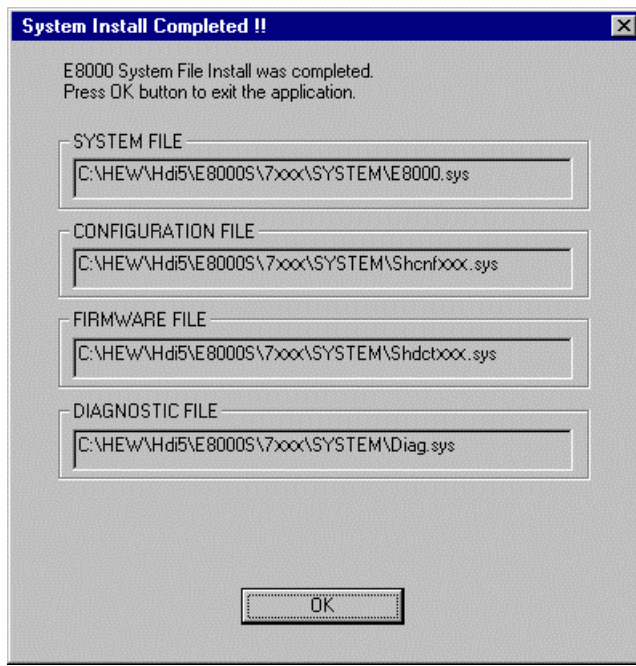 System Install Completed !!
E8000 System File Install was completed.
Press OK button to exit the application.
SYSTEM FILE
C:\HEW\Hdi5\E8000S\7xxx\SYSTEM\E8000.sys
CONFIGURATION FILE
C:\HEW\Hdi5\E8000S\7xxx\SYSTEM\Shcnfxxx.sys
FIRMWARE FILE
C:\HEW\Hdi5\E8000S\7xxx\SYSTEM\Shdctxxx.sys
DIAGNOSTIC FILE
C:\HEW\Hdi5\E8000S\7xxx\SYSTEM\Diag.sys
OK